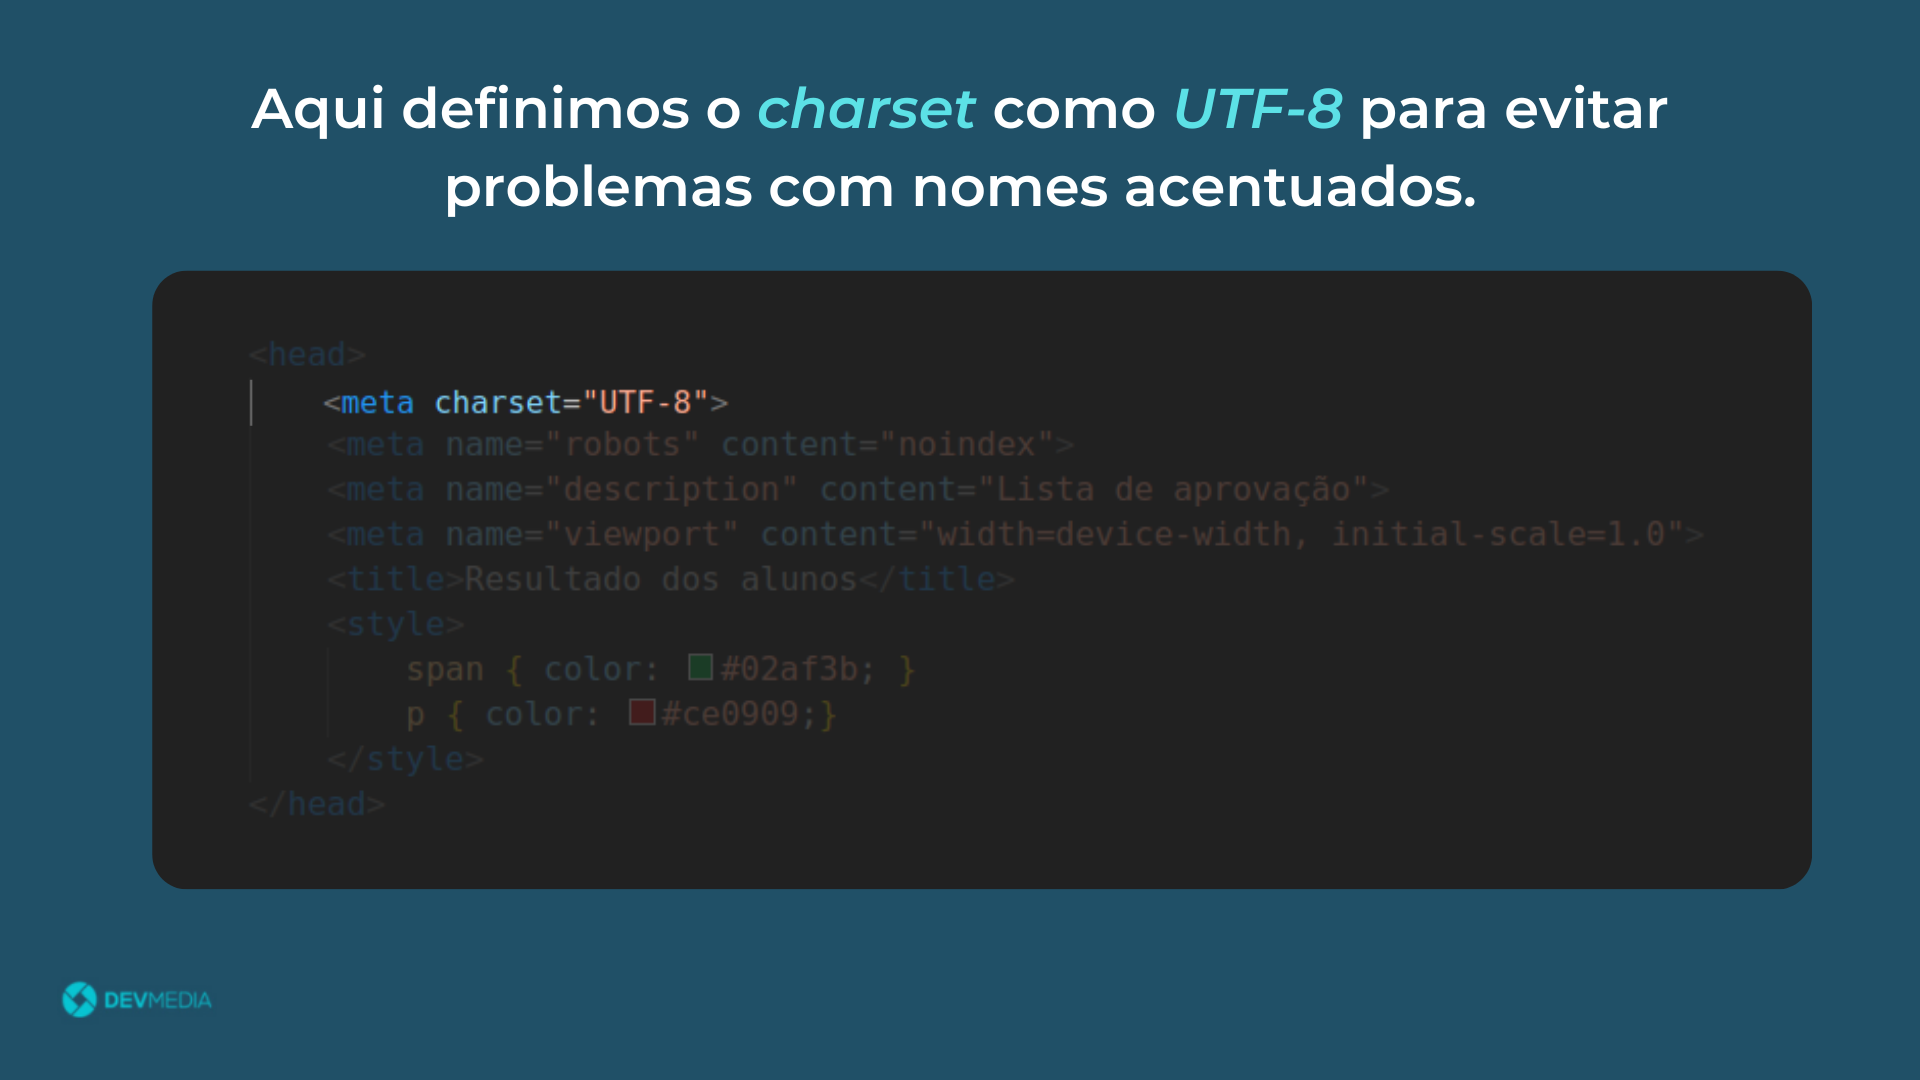 Aqui definimos o charset como UTF-8 para evitar
problemas com nomes acentuados.
<head>
<meta charset="UTF-8">
<meta name="robots" content="noindex">
<meta name="description" content="Lista de aprovação">
<meta name="viewport" content="width=device-width, initial-scale=1.0">
<title>Resultado dos alunos</title>
<style>
span { color: #02af3b; }
p { color: #ce0909;}
</style>
</head>
DEVMEDIA